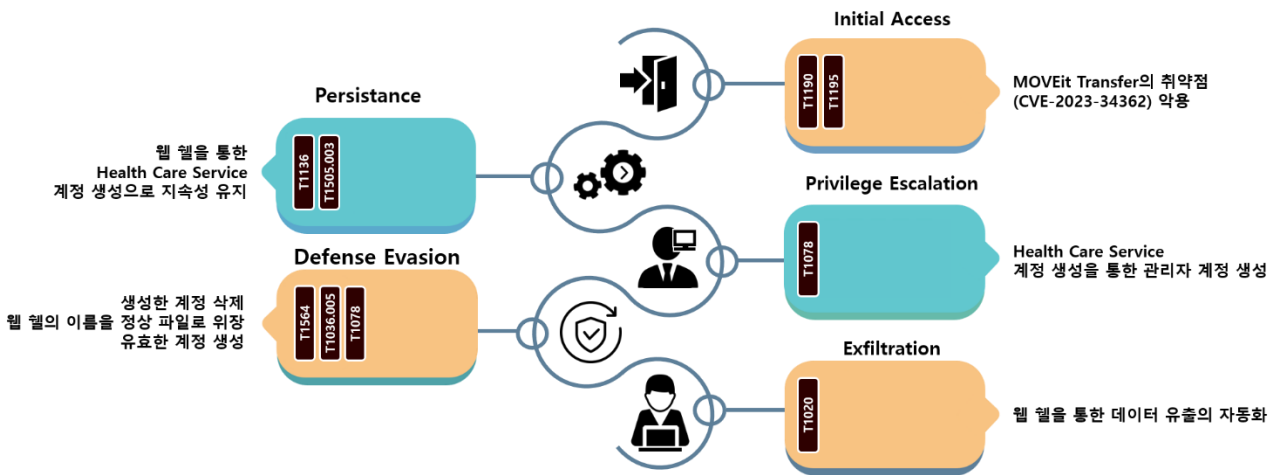 Initial Access
T1190
T1195
MOVEit Transfer의 취약점
(CVE-2023-34362) 악용
Persistance
T1136
T1505.003
웹 쉘을 통한
Health Care Service
계정 생성으로 지속성 유지
Privilege Escalation
T1078
Health Care Service
계정 생성을 통한 관리자 계정 생성
Defense Evasion
T1564
T1036.005
T1078
생성한 계정 삭제
웹 쉘의 이름을 정상 파일로 위장
유효한 계정 생성
Exfiltration
T1020
웹 쉘을 통한 데이터 유출의 자동화